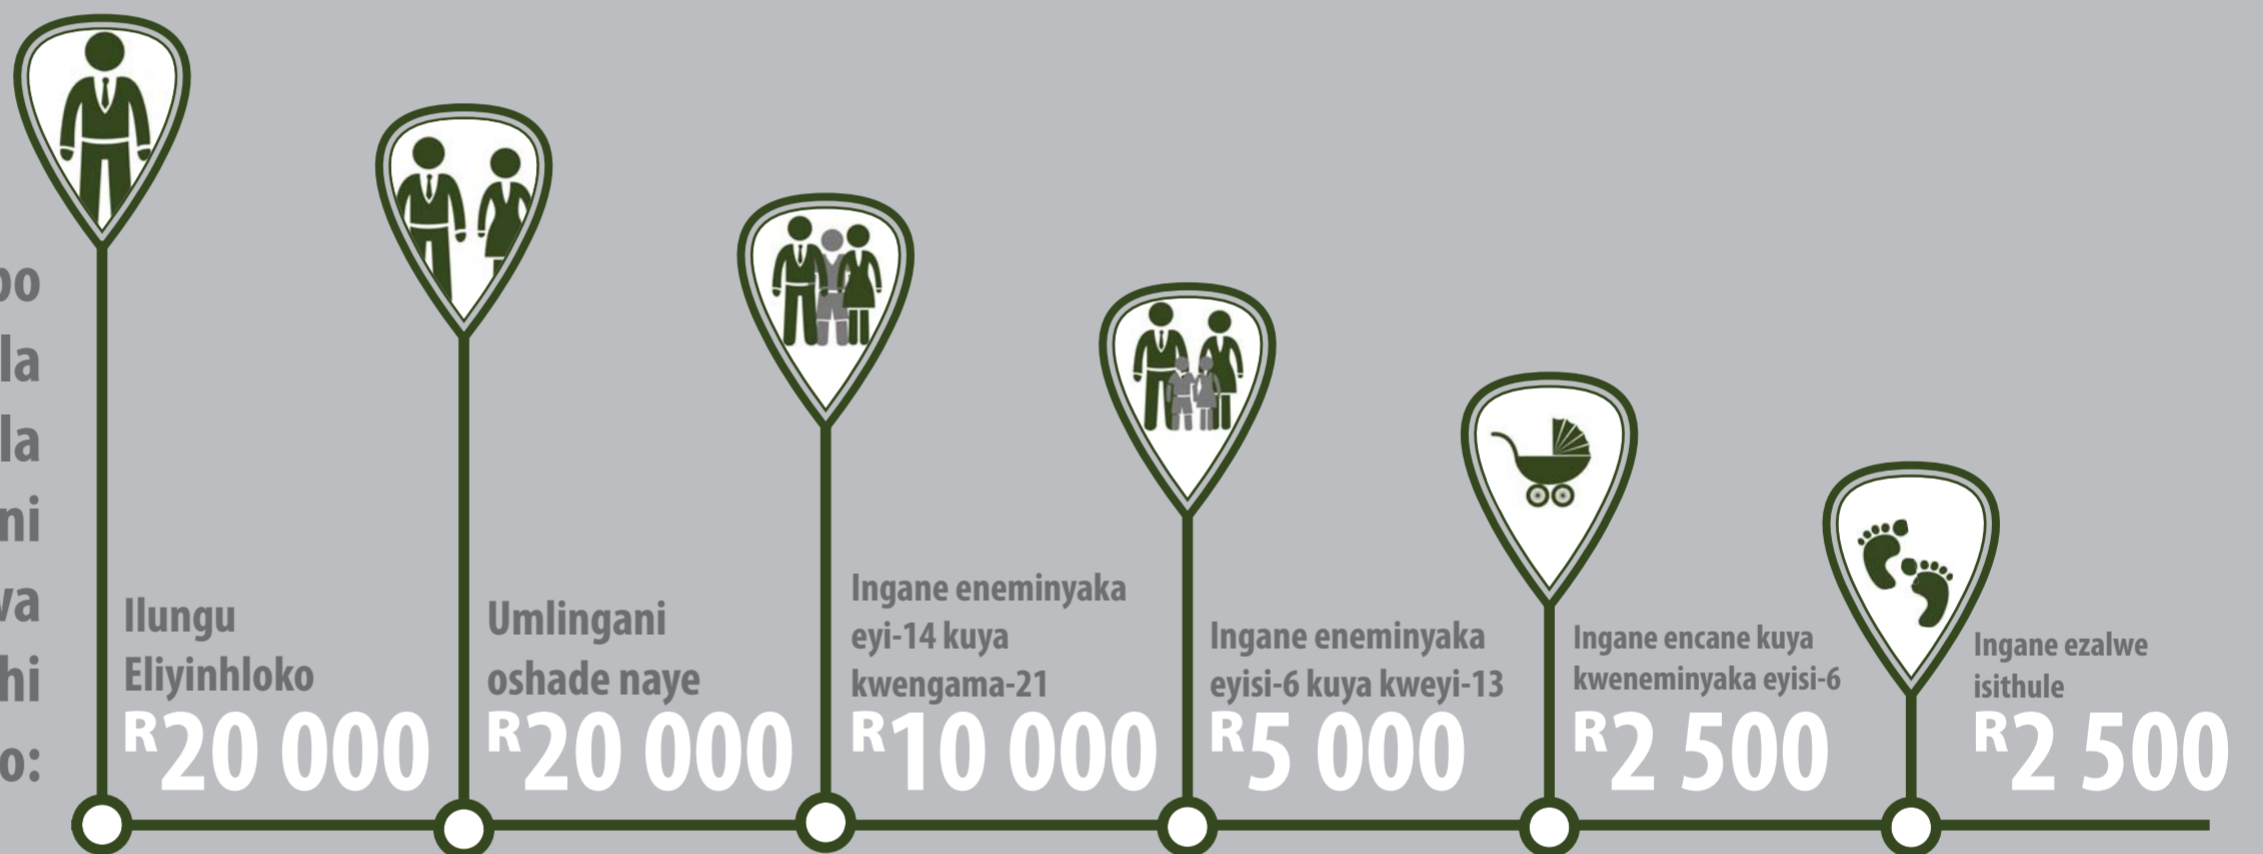 Ilungu
Eliyinhloko
R20 000
Umlingani
oshade naye
R20 000
Ingane eneminyaka
eyi-14 kuya
kwengama-21
R10 000
Ingane eneminyaka
eyisi-6 kuya kweyi-13
R5 000
Ingane encane kuya
kweneminyaka eyisi-6
R2 500
Ingane ezalwe
isithule
R2 500